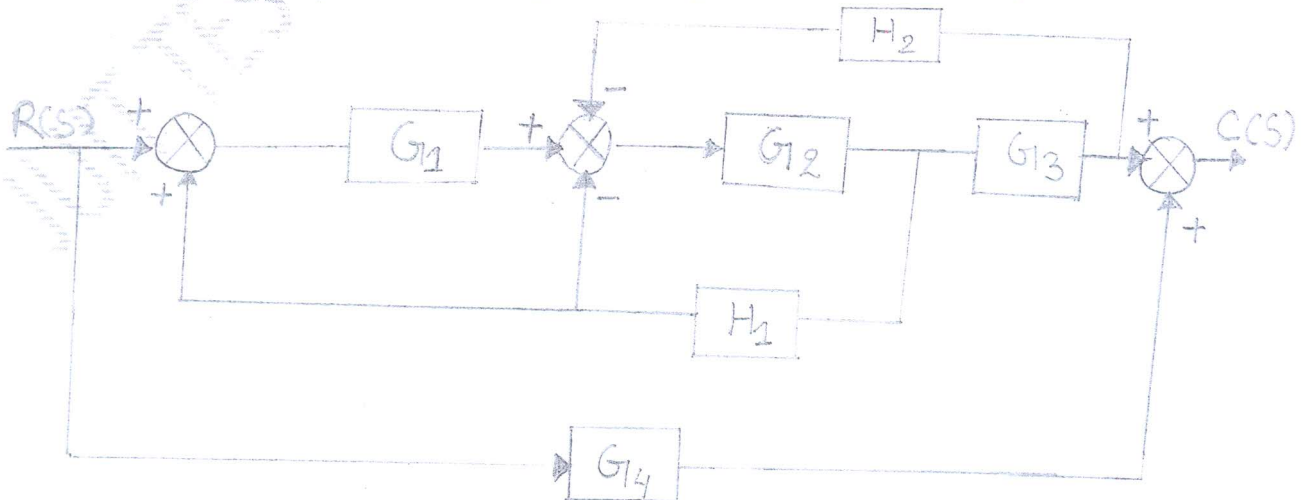 H2
R(S) + + G1 + - - G2 G3 + + C(S)
H1
G4